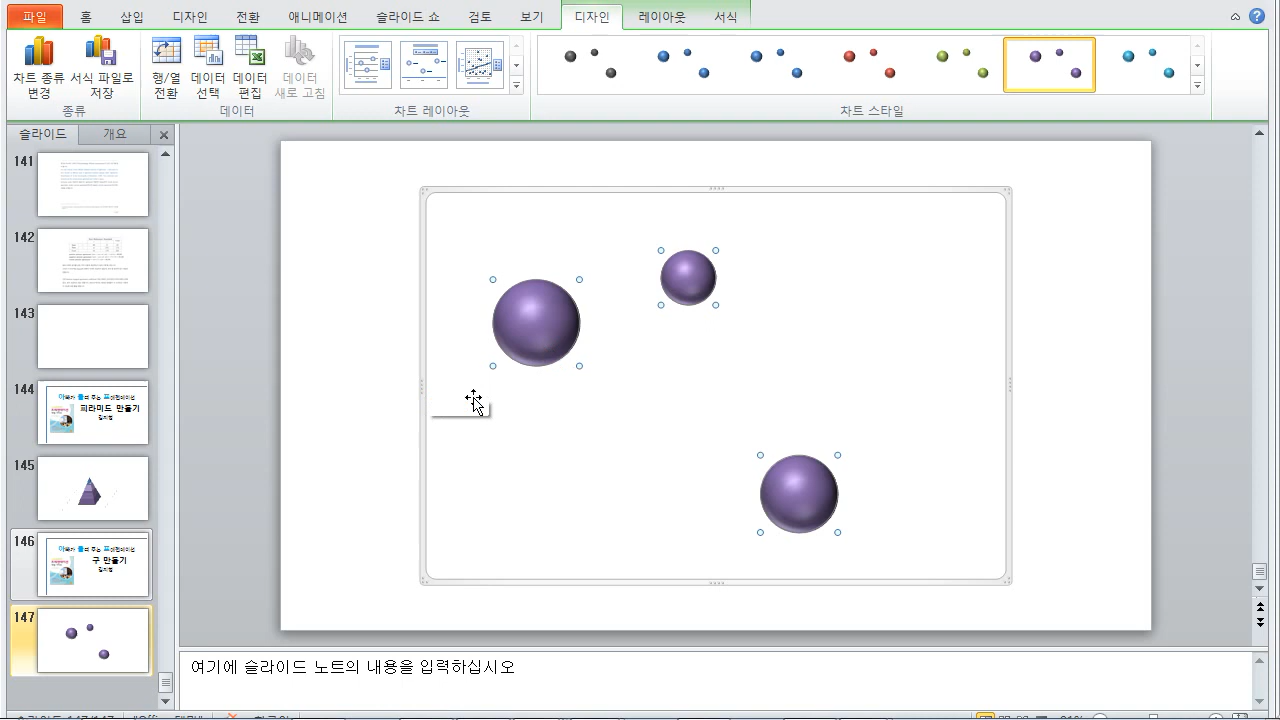 파일 홈 삽입 디자인 전환 애니메이션 슬라이드 쇼 검토 보기 디자인 레이아웃 서식
차트 종류 변경
서식 파일로 저장
행/열 전환
데이터 선택
데이터 편집
데이터 새로 고침
종류 데이터 차트 레이아웃 차트 스타일
슬라이드 개요
141
142
143
144
피라미드 만들기
145
146
구 만들기
147
여기에 슬라이드 노트의 내용을 입력하십시오